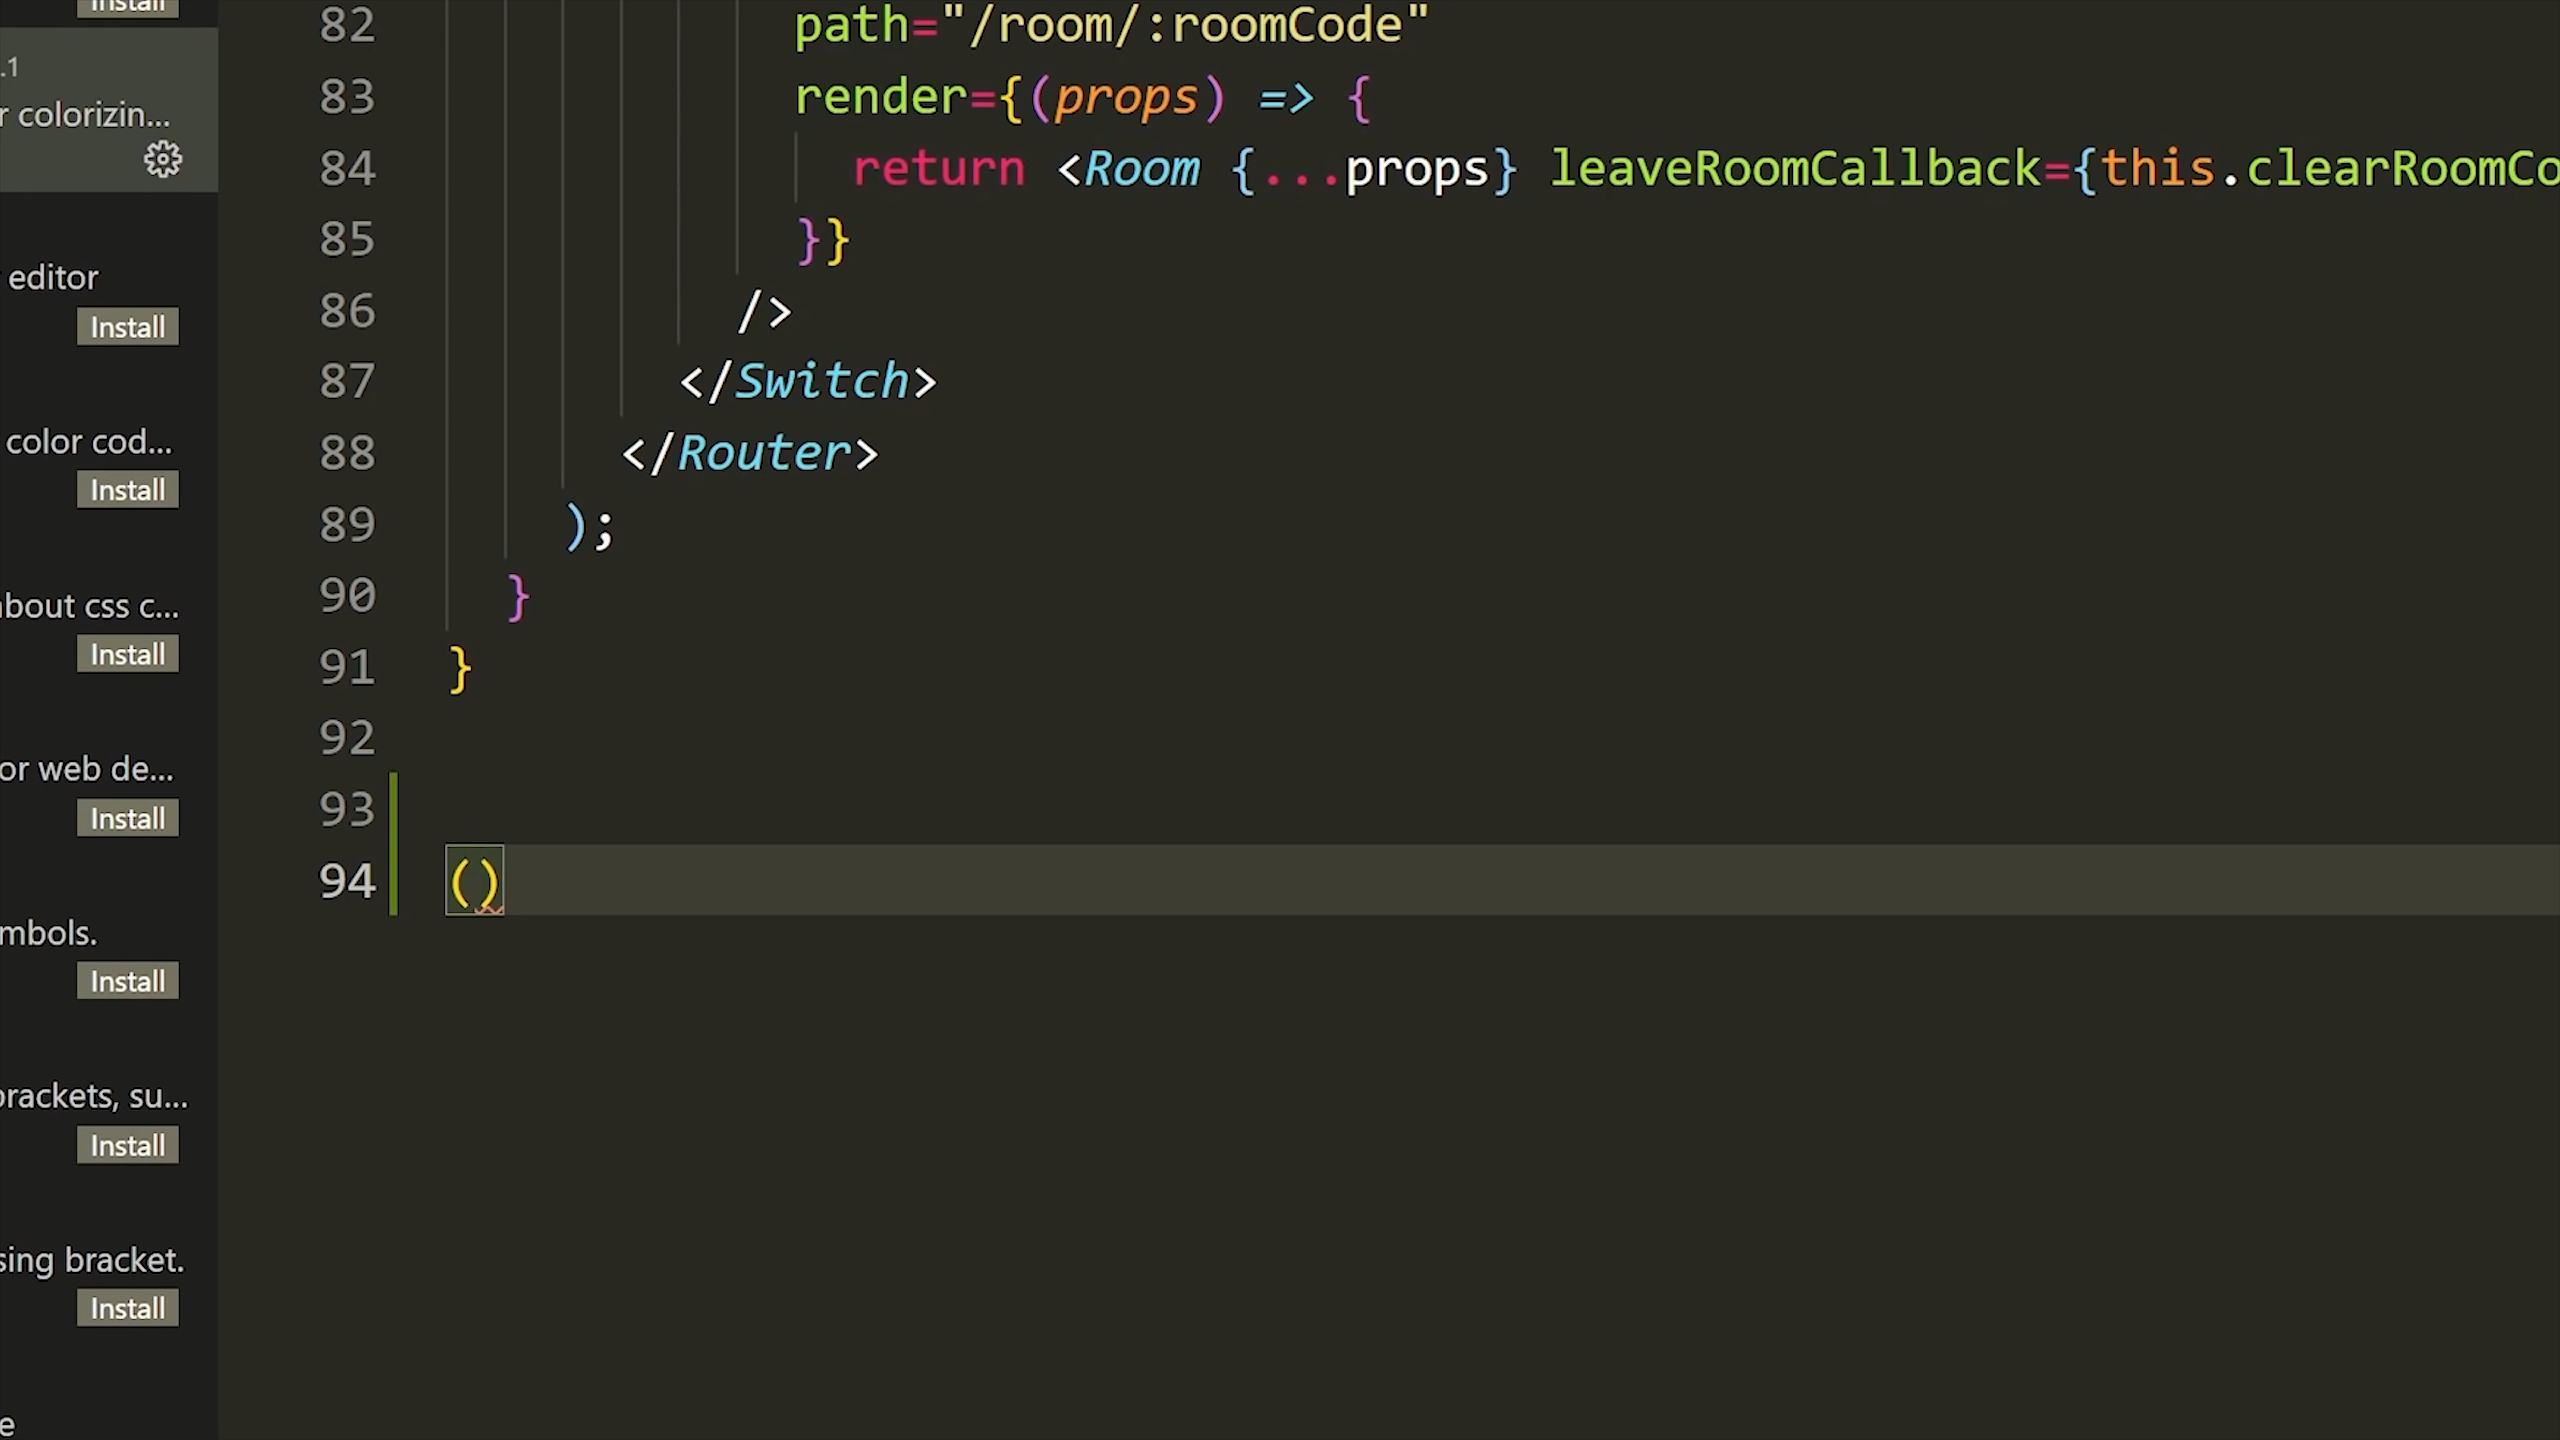 Install
.1
r colorizin...
editor
Install
color cod...
Install
about css c...
Install
or web de...
Install
mbols.
Install
brackets, su...
Install
sing bracket.
Install
e
82 path="/room/:roomCode"
83 render={(props) => {
84 return <Room {...props} leaveRoomCallback={this.clearRoomCo
85 }}
86 />
87 </Switch>
88 </Router>
89 );
90 }
91 }
92
93
94 ()